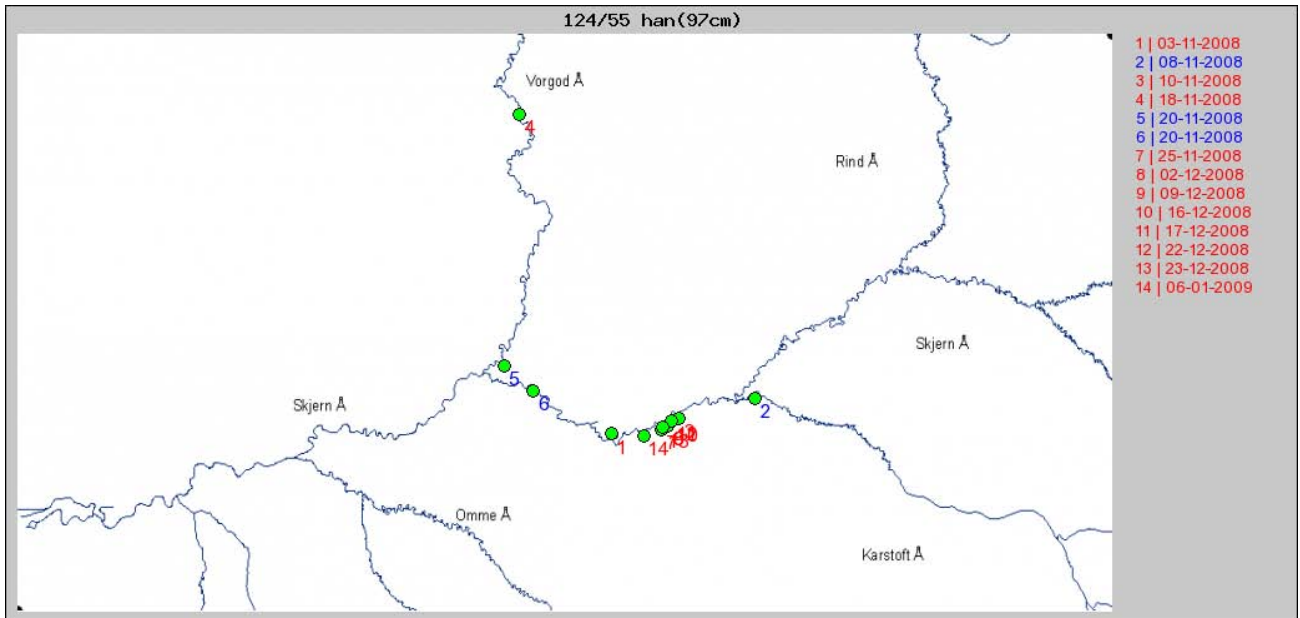 124/55 han(97cm)
1 | 03-11-2008
2 | 08-11-2008
3 | 10-11-2008
4 | 18-11-2008
5 | 20-11-2008
6 | 20-11-2008
7 | 25-11-2008
8 | 02-12-2008
9 | 09-12-2008
10 | 16-12-2008
11 | 17-12-2008
12 | 22-12-2008
13 | 23-12-2008
14 | 06-01-2009
Vorgod Å
4
Rind Å
Skjern Å
5
6
Skjern Å
2
1
14
Omme Å
Karstoft Å